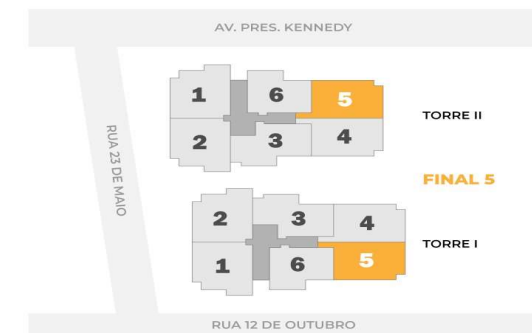 AV. PRES. KENNEDY
1
6
5
TORRE II
2
3
4
RUA 23 DE MAIO
FINAL 5
2
3
4
TORRE I
1
6
5
RUA 12 DE OUTUBRO